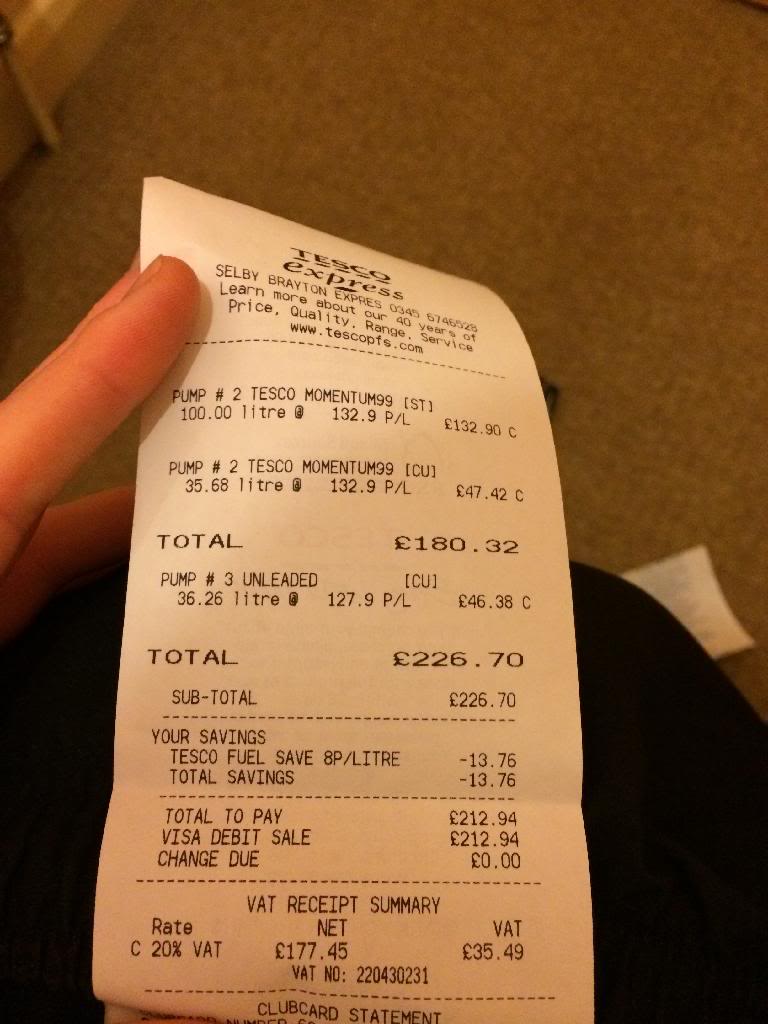 TESCO
express
SELBY BRAYTON EXPRES 0345 6746528
Learn more about our 40 years of
Price, Quality, Range, Service
www.tescopfs.com
PUMP # 2 TESCO MOMENTUM99 [ST]
100.00 litre @ 132.9 P/L £132.90 C
PUMP # 2 TESCO MOMENTUM99 [CU]
35.68 litre @ 132.9 P/L £47.42 C
TOTAL £180.32
PUMP # 3 UNLEADED [CU]
36.26 litre @ 127.9 P/L £46.38 C
TOTAL £226.70
SUB-TOTAL £226.70
YOUR SAVINGS
TESCO FUEL SAVE 8P/LITRE -13.76
TOTAL SAVINGS -13.76
TOTAL TO PAY £212.94
VISA DEBIT SALE £212.94
CHANGE DUE £0.00
VAT RECEIPT SUMMARY
Rate NET VAT
C 20% VAT £177.45 £35.49
VAT NO: 220430231
CLUBCARD STATEMENT